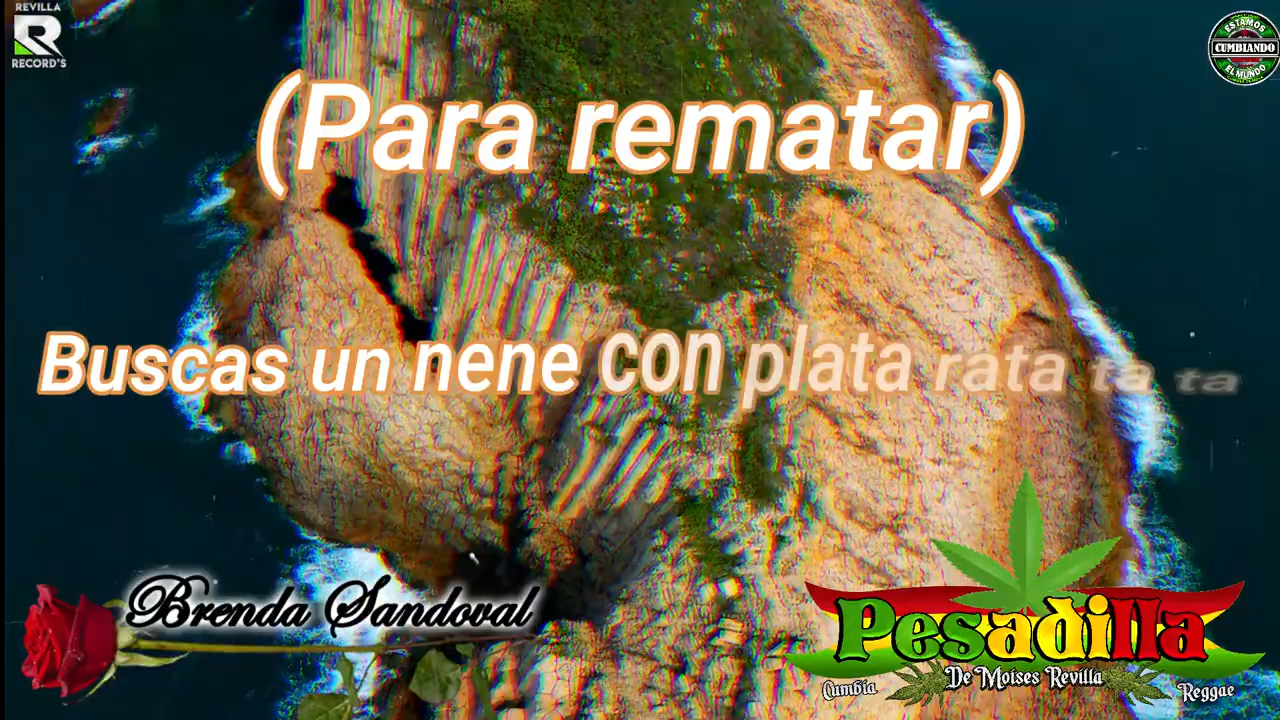 REVILLA
R
RECORD'S
ESTAMOS
CUMBIANDO
EL MUNDO
(Para rematar)
Buscas un nene con plata rata ta ta
Brenda Sandoval
Pesadilla
De Moises Revilla
Cumbia
Reggae